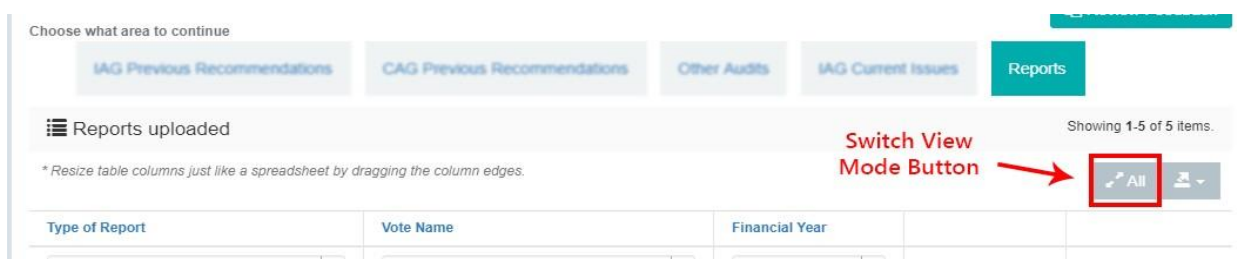 Choose what area to continue
IAG Previous Recommendations CAG Previous Recommendations Other Audits IAG Current Issues Reports
Reports uploaded Showing 1-5 of 5 items.
Switch View
Mode Button
* Resize table columns just like a spreadsheet by dragging the column edges.
All
Type of Report Vote Name Financial Year